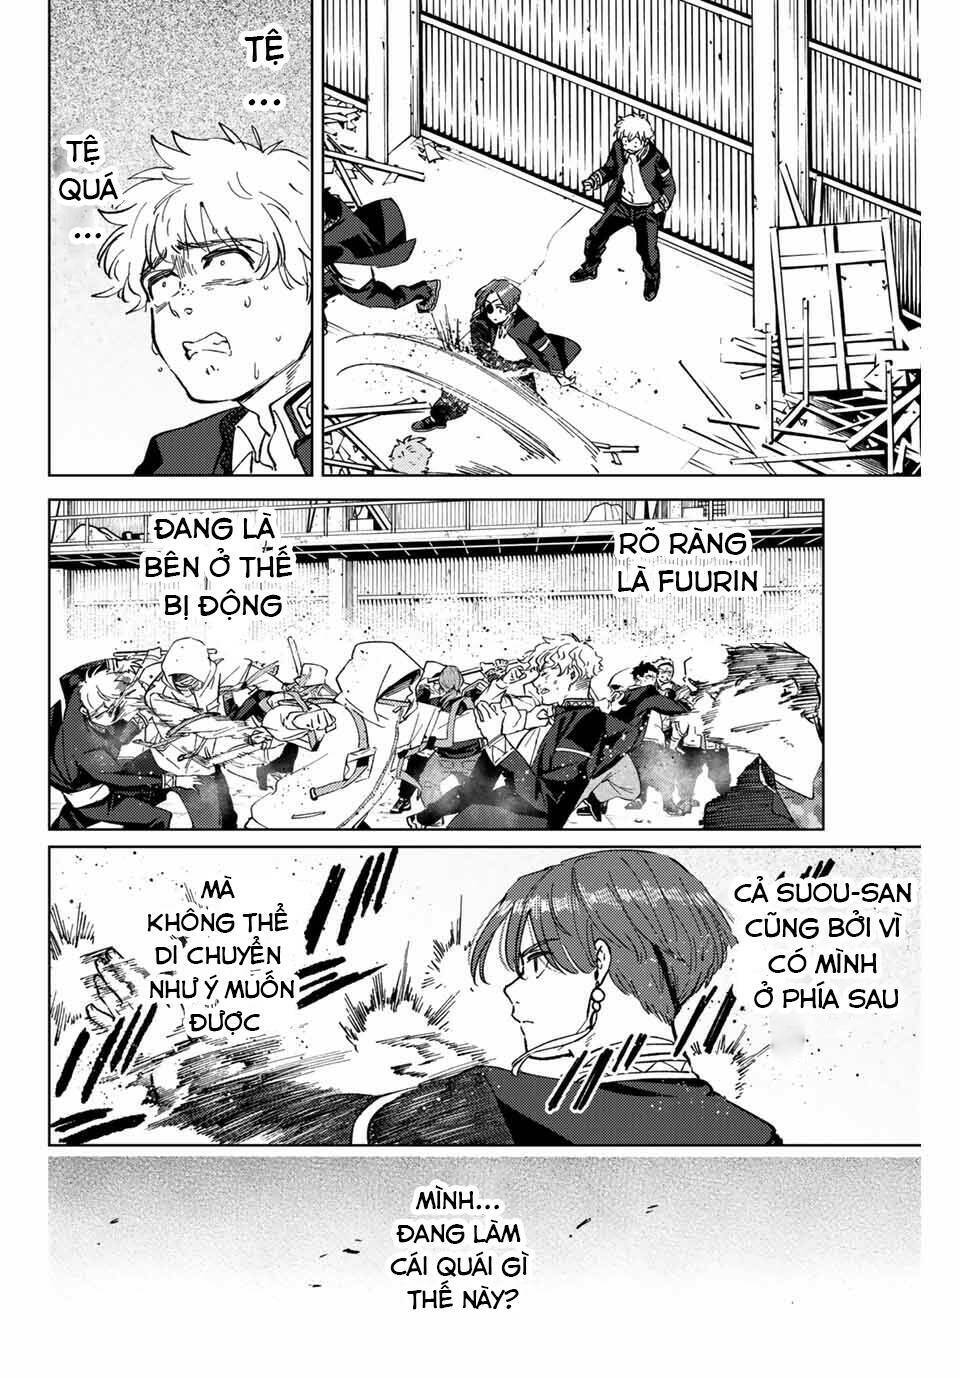 TỆ
...
TỆ
QUÁ
...
RÕ RÀNG
LÀ FUURIN
ĐANG LÀ
BÊN Ở THẾ
BỊ ĐỘNG
CẢ SUOU-SAN
CŨNG BỞI VÌ
CÓ MÌNH
Ở PHÍA SAU
MÀ
KHÔNG THỂ
DÌ CHUYỂN
NHƯ Ý MUỐN
ĐƯỢC
MÌNH...
ĐANG LÀM
CÁI QUÁI GÌ
THẾ NÀY?